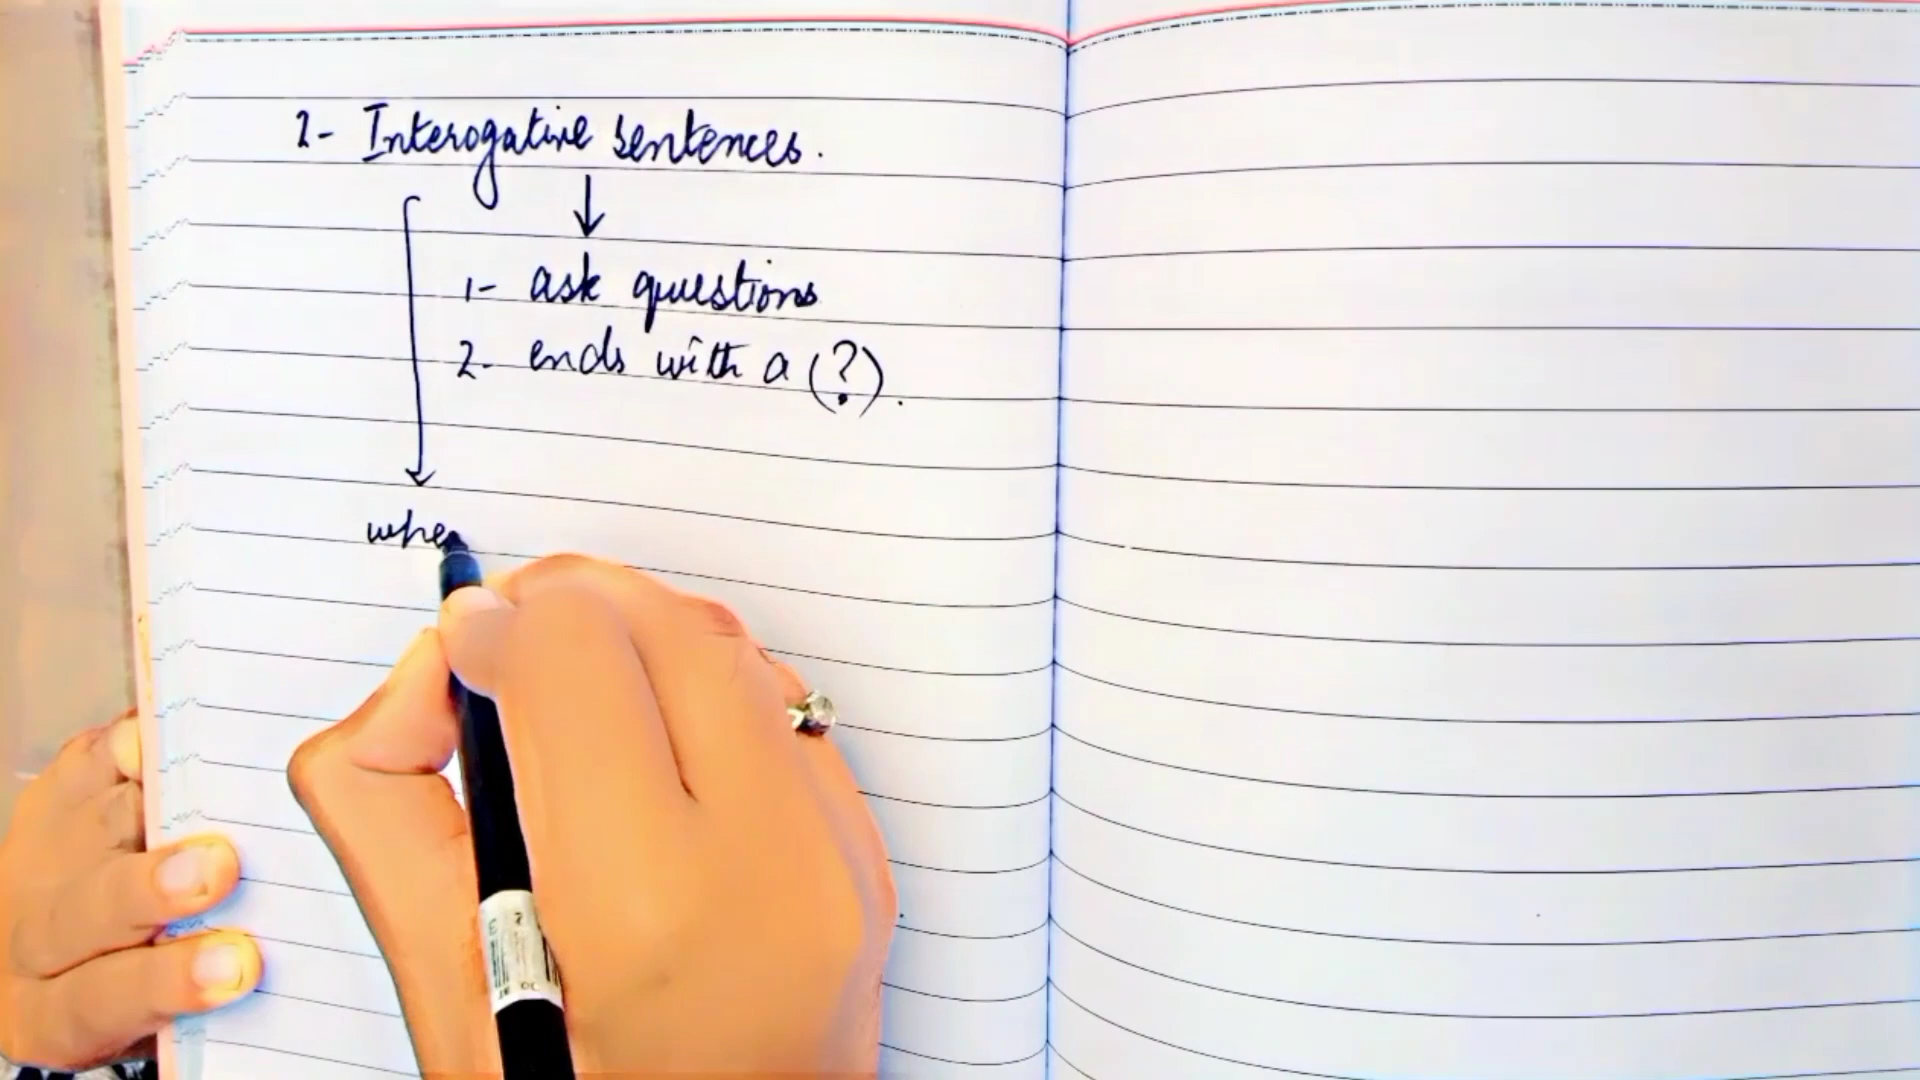 2- Interogative sentences.
1- ask questions
2- ends with a (?).
whe